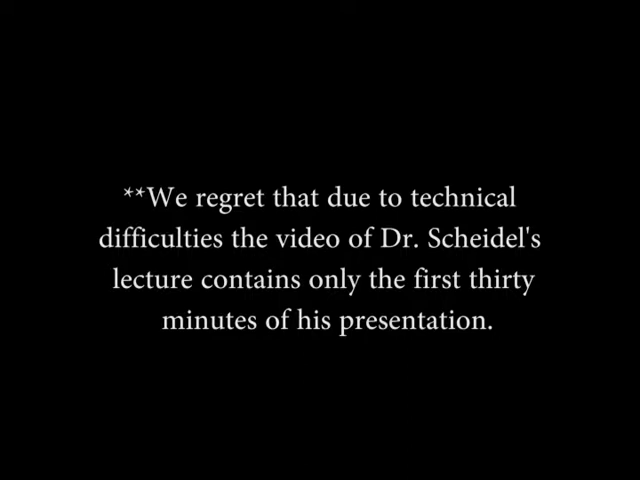 **We regret that due to technical
difficulties the video of Dr. Scheidel's
lecture contains only the first thirty
minutes of his presentation.